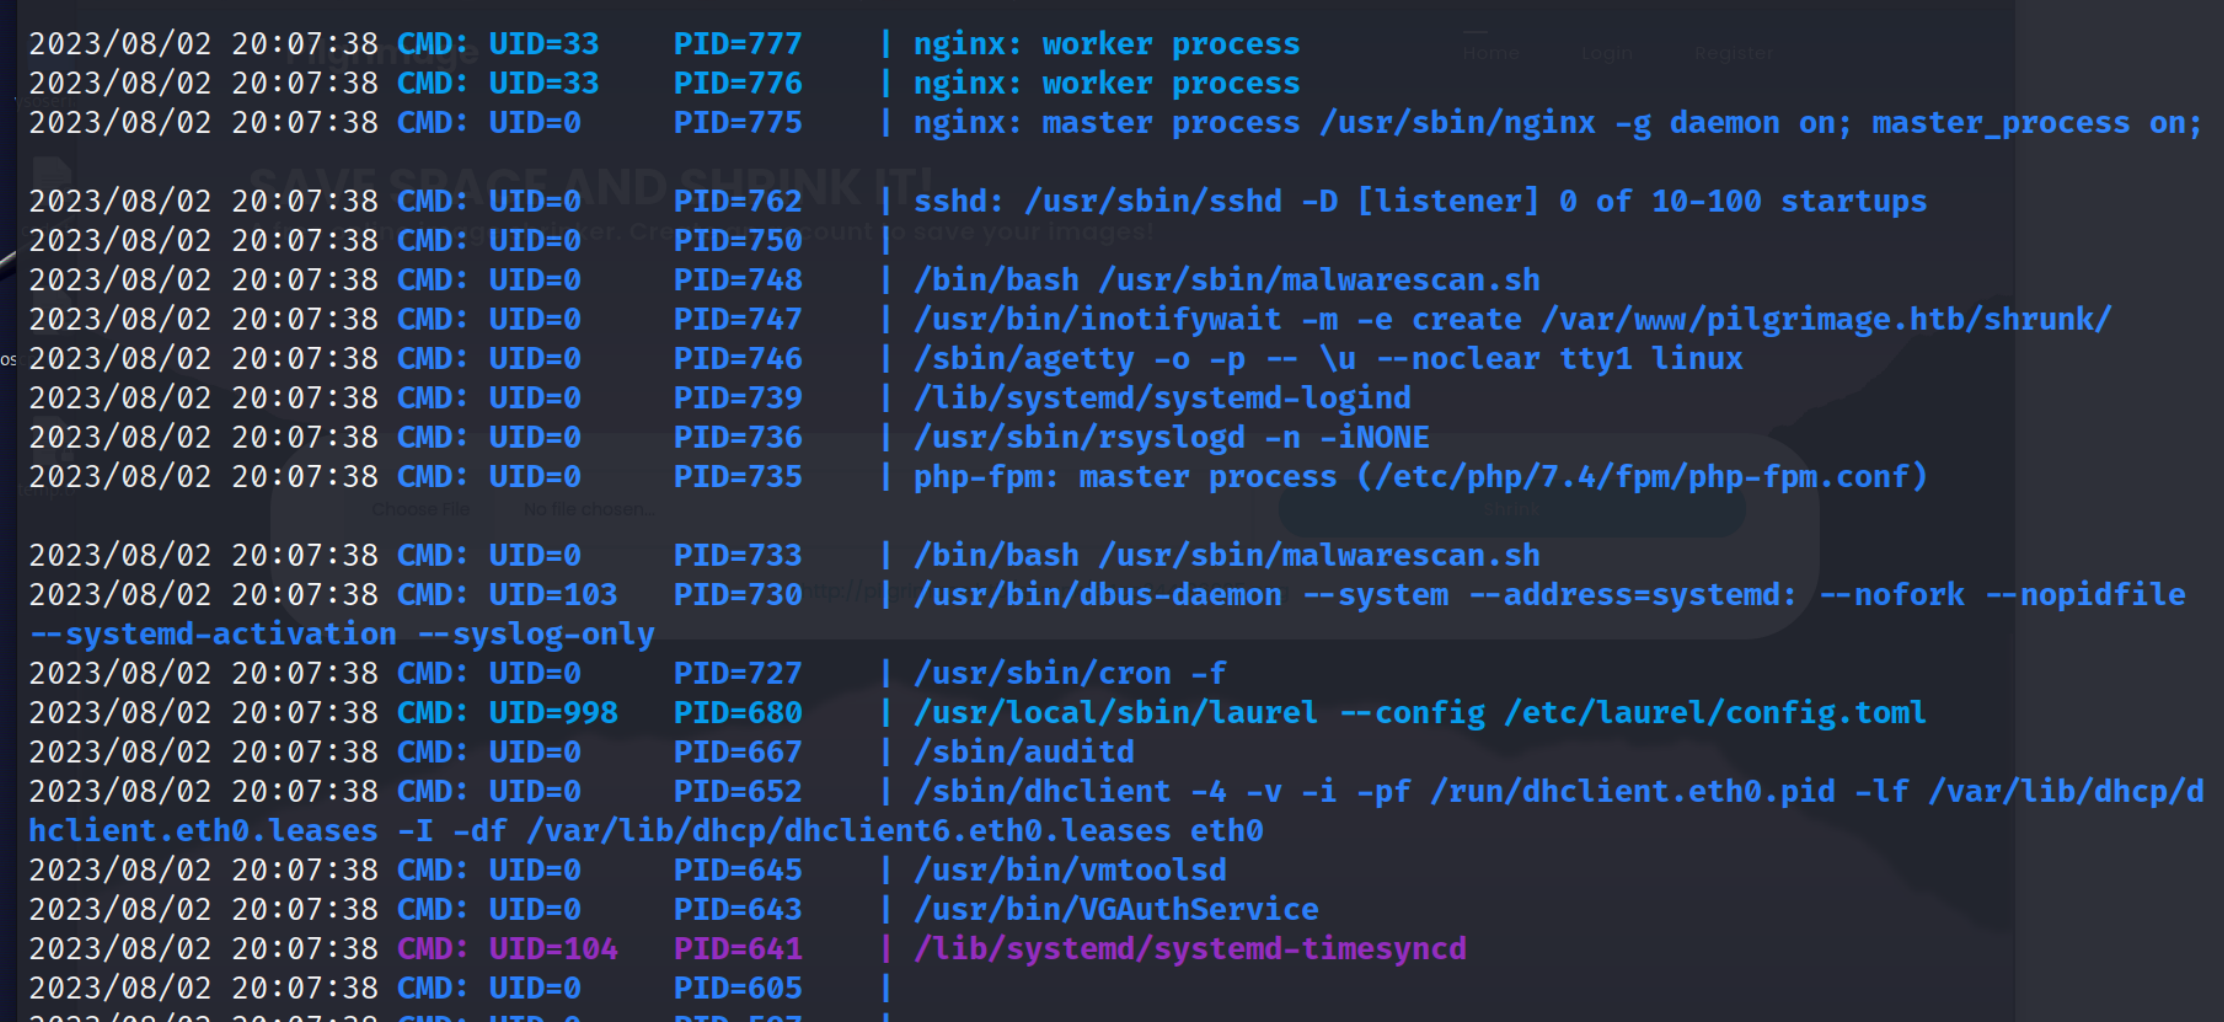 2023/08/02 20:07:38 CMD: UID=33    PID=777    | nginx: worker process
2023/08/02 20:07:38 CMD: UID=33    PID=776    | nginx: worker process
2023/08/02 20:07:38 CMD: UID=0     PID=775    | nginx: master process /usr/sbin/nginx -g daemon on; master_process on;
2023/08/02 20:07:38 CMD: UID=0     PID=762    | sshd: /usr/sbin/sshd -D [listener] 0 of 10-100 startups
2023/08/02 20:07:38 CMD: UID=0     PID=750    |
2023/08/02 20:07:38 CMD: UID=0     PID=748    | /bin/bash /usr/sbin/malwarescan.sh
2023/08/02 20:07:38 CMD: UID=0     PID=747    | /usr/bin/inotifywait -m -e create /var/www/pilgrimage.htb/shrunk/
2023/08/02 20:07:38 CMD: UID=0     PID=746    | /sbin/agetty -o -p -- \u --noclear tty1 linux
2023/08/02 20:07:38 CMD: UID=0     PID=739    | /lib/systemd/systemd-logind
2023/08/02 20:07:38 CMD: UID=0     PID=736    | /usr/sbin/rsyslogd -n -iNONE
2023/08/02 20:07:38 CMD: UID=0     PID=735    | php-fpm: master process (/etc/php/7.4/fpm/php-fpm.conf)
2023/08/02 20:07:38 CMD: UID=0     PID=733    | /bin/bash /usr/sbin/malwarescan.sh
2023/08/02 20:07:38 CMD: UID=103   PID=730    | /usr/bin/dbus-daemon --system --address=systemd: --nofork --nopidfile
--systemd-activation --syslog-only
2023/08/02 20:07:38 CMD: UID=0     PID=727    | /usr/sbin/cron -f
2023/08/02 20:07:38 CMD: UID=998   PID=680    | /usr/local/sbin/laurel --config /etc/laurel/config.toml
2023/08/02 20:07:38 CMD: UID=0     PID=667    | /sbin/auditd
2023/08/02 20:07:38 CMD: UID=0     PID=652    | /sbin/dhclient -4 -v -i -pf /run/dhclient.eth0.pid -lf /var/lib/dhcp/d
hclient.eth0.leases -I -df /var/lib/dhcp/dhclient6.eth0.leases eth0
2023/08/02 20:07:38 CMD: UID=0     PID=645    | /usr/bin/vmtoolsd
2023/08/02 20:07:38 CMD: UID=0     PID=643    | /usr/bin/VGAuthService
2023/08/02 20:07:38 CMD: UID=104   PID=641    | /lib/systemd/systemd-timesyncd
2023/08/02 20:07:38 CMD: UID=0     PID=605    |
Pilgrimage
Home Login Register
SAVE SPACE AND SHRINK IT!
Choose File No file chosen... Shrink